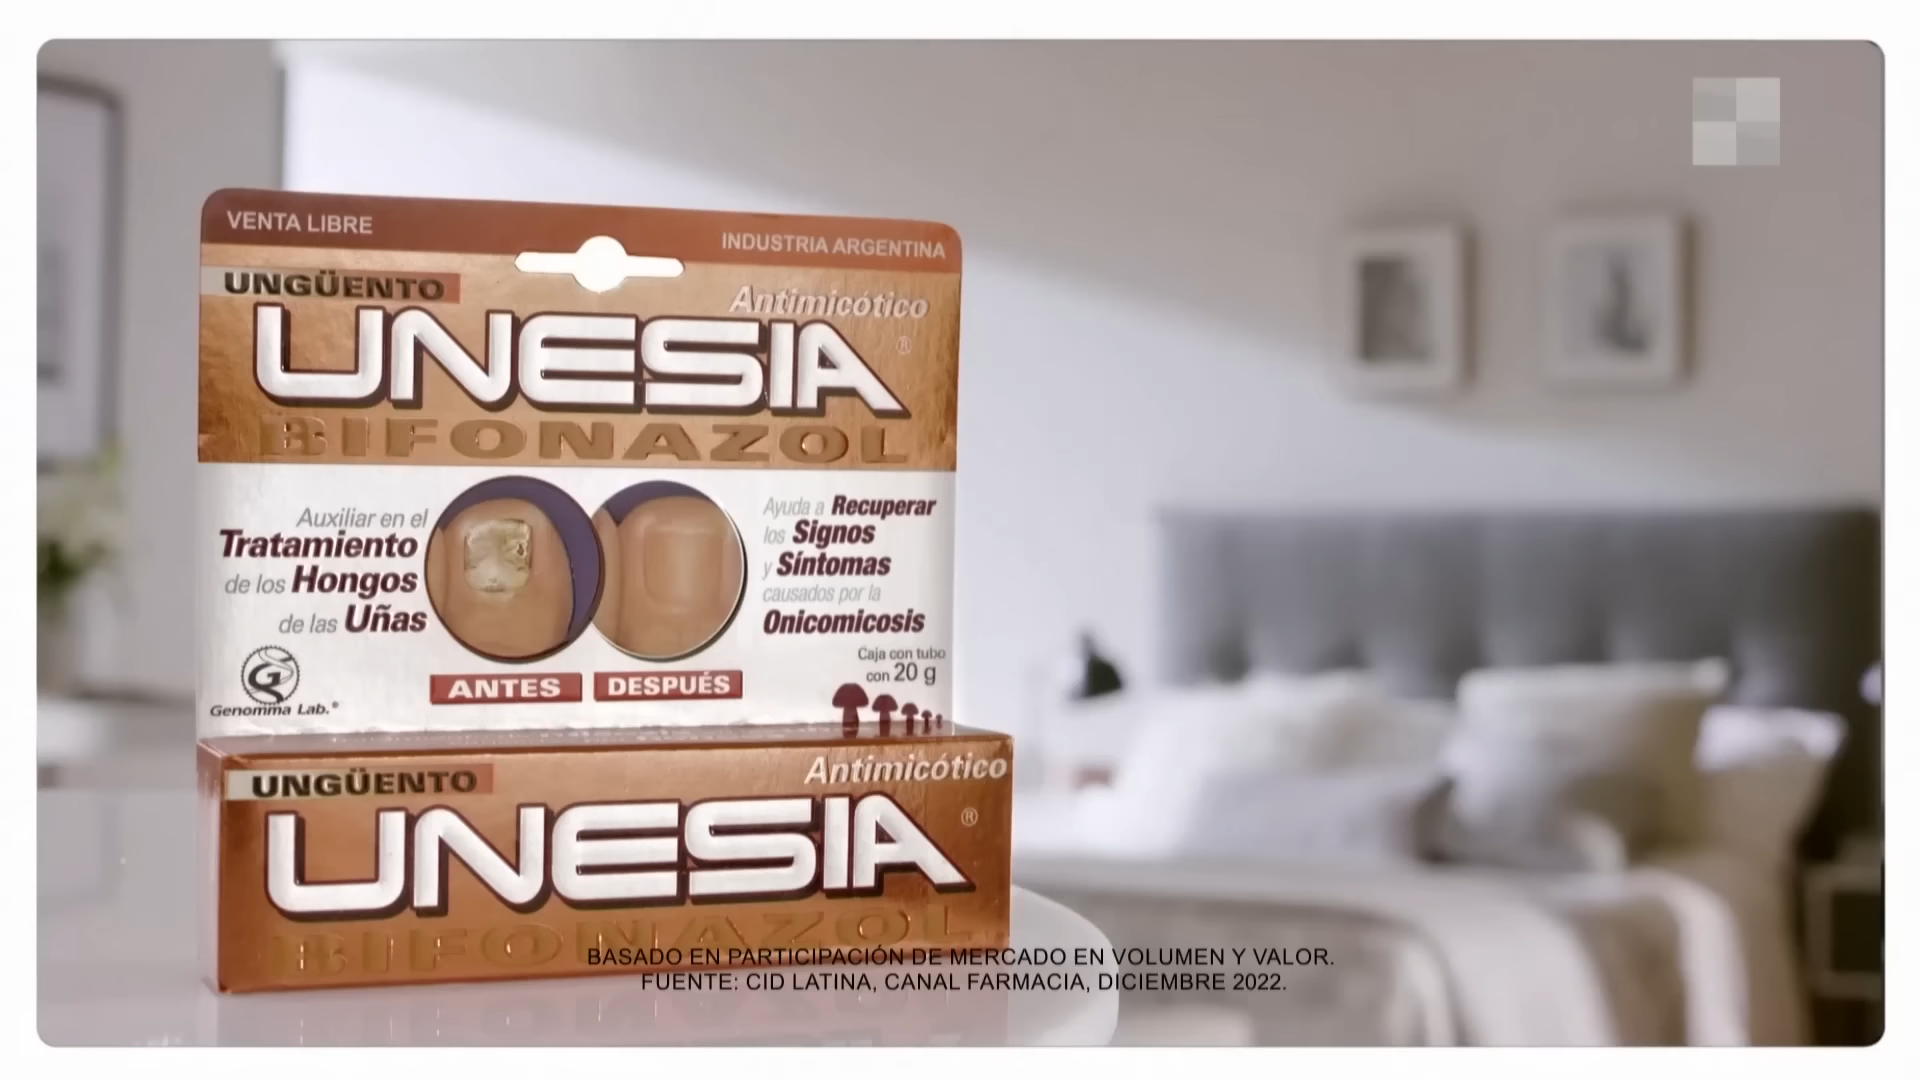 VENTA LIBRE
INDUSTRIA ARGENTINA
UNGÜENTO
Antimicótico
UNESIA®
BIFONAZOL
Auxiliar en el
Tratamiento
de los Hongos
de las Uñas
Ayuda a Recuperar
los Signos
y Síntomas
causados por la
Onicomicosis
Caja con tubo
con 20 g
ANTES
DESPUÉS
Genomma Lab.®
UNGÜENTO
Antimicótico
UNESIA®
BIFONAZOL
BASADO EN PARTICIPACIÓN DE MERCADO EN VOLUMEN Y VALOR.
FUENTE: CID LATINA, CANAL FARMACIA, DICIEMBRE 2022.